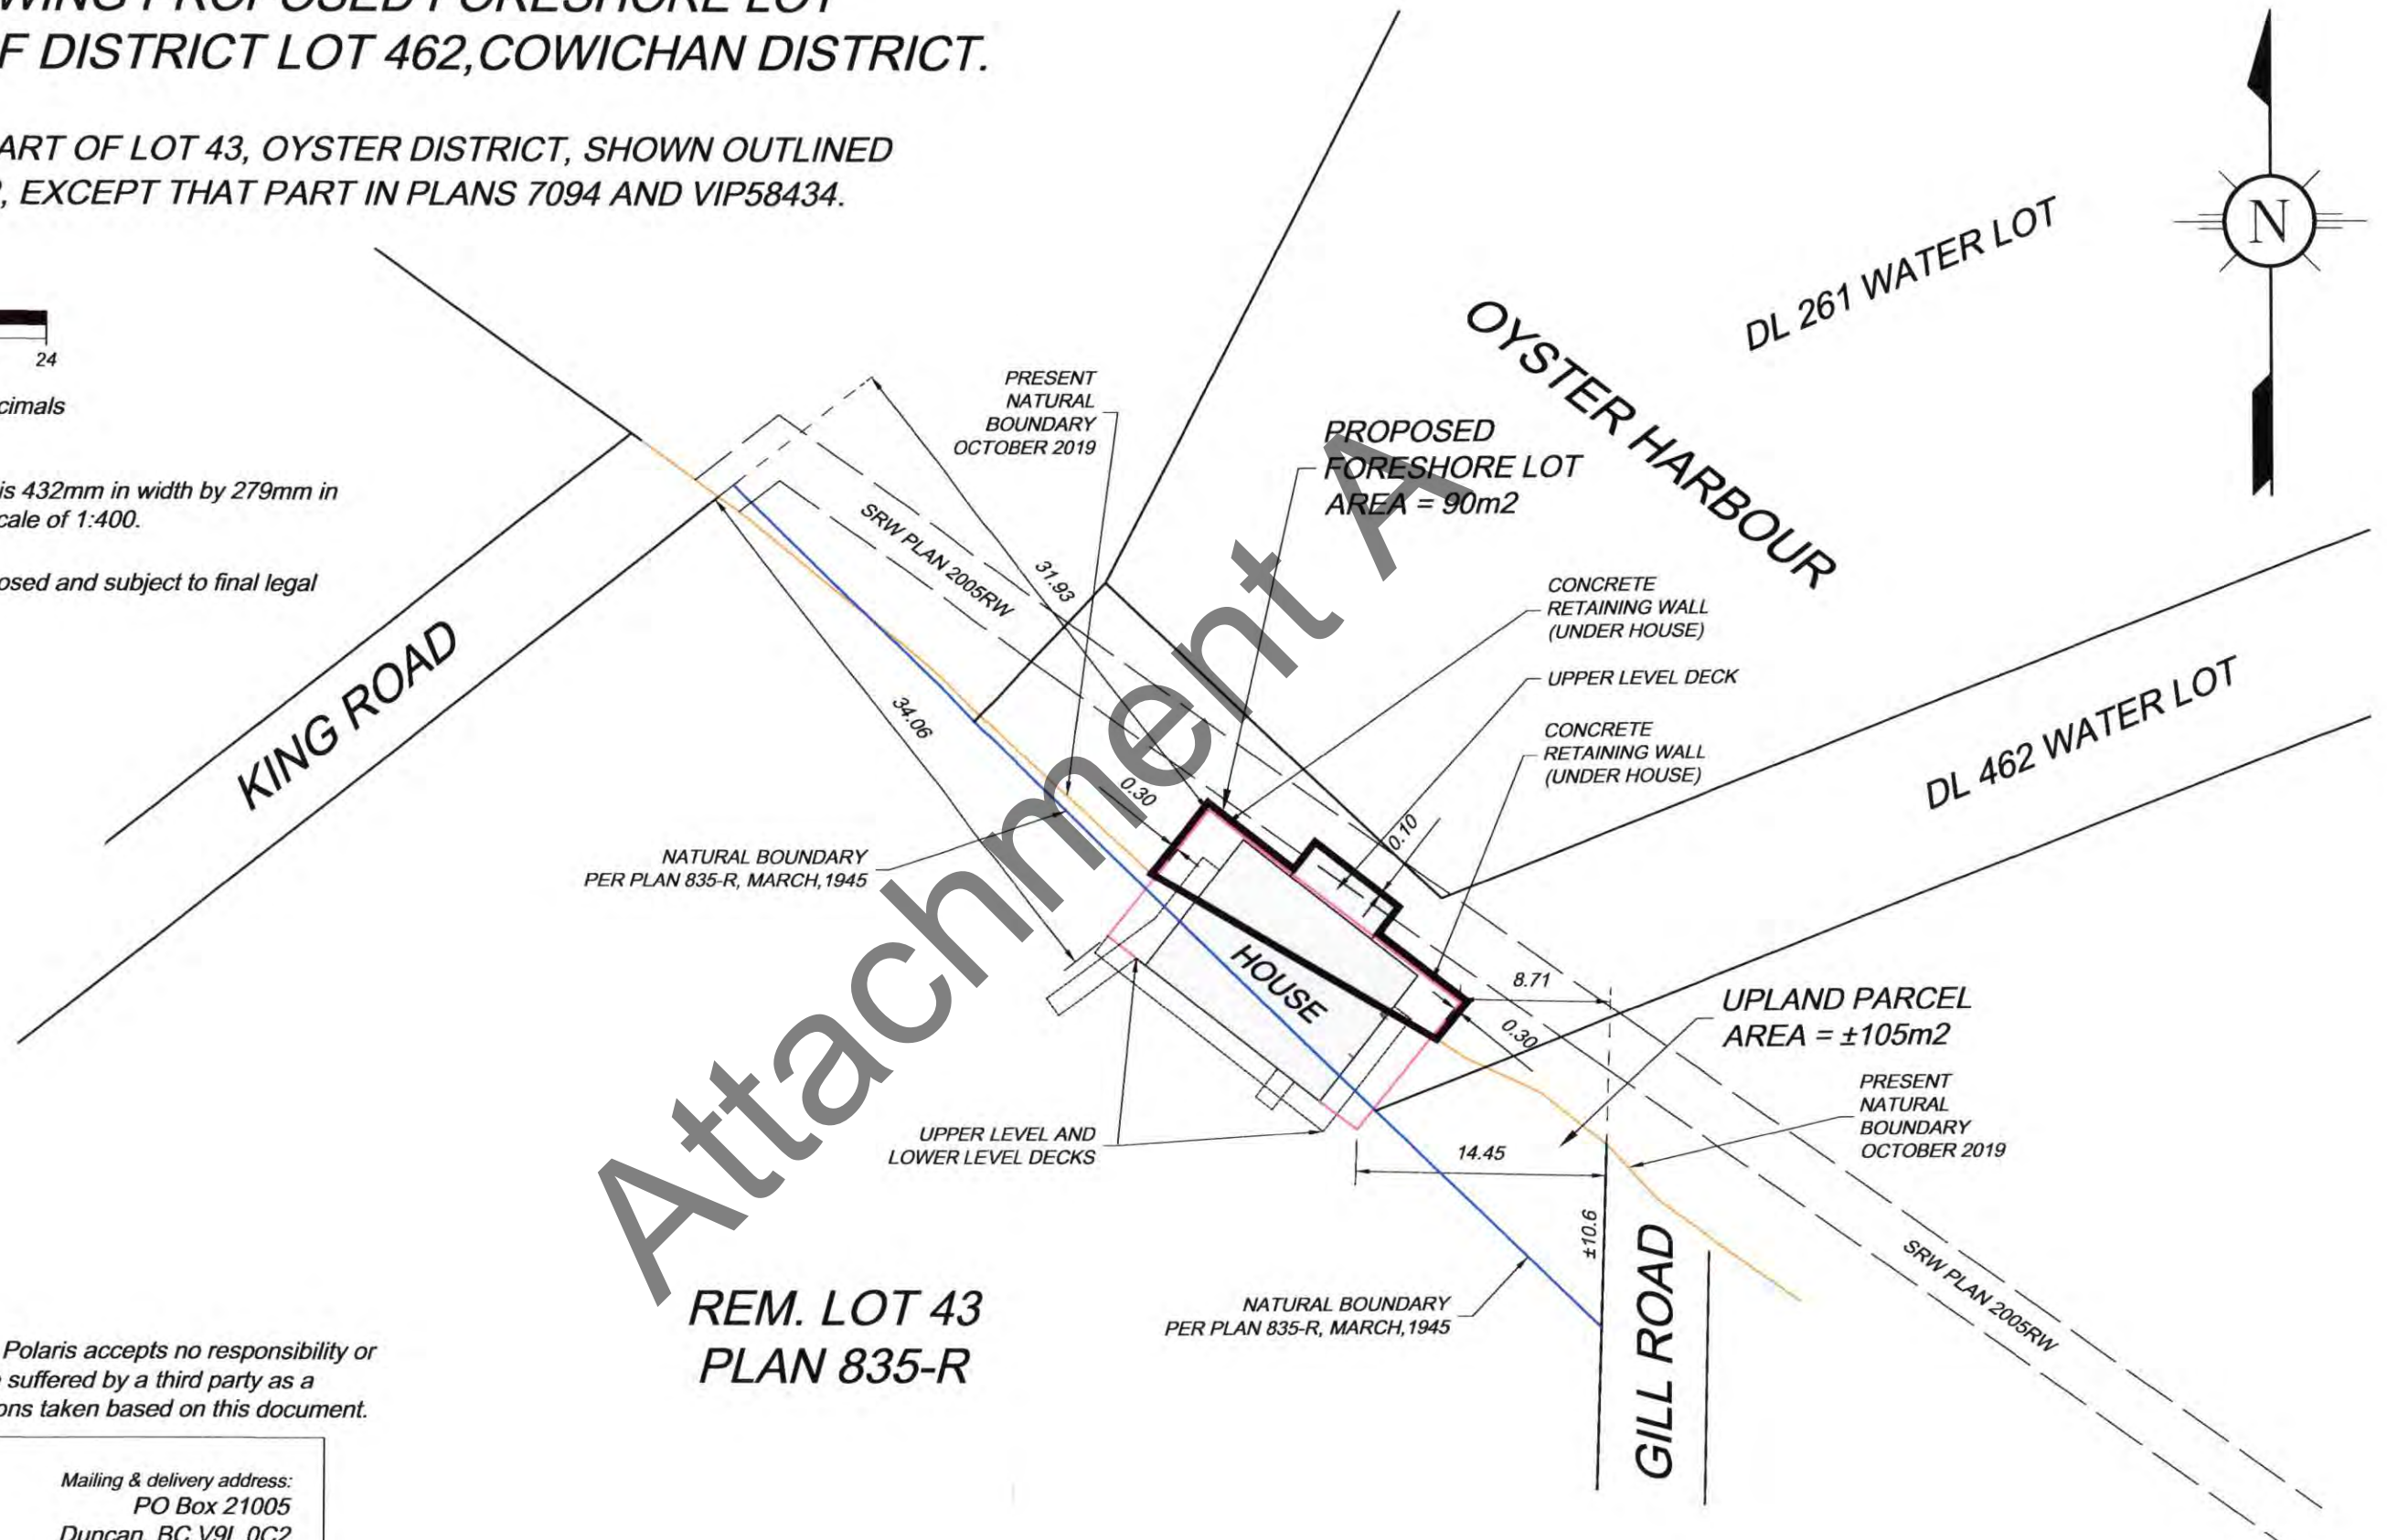 WING PROPOSED FORESHORE LOT
F DISTRICT LOT 462, COWICHAN DISTRICT.
ART OF LOT 43, OYSTER DISTRICT, SHOWN OUTLINED
, EXCEPT THAT PART IN PLANS 7094 AND VIP58434.
24
cimals
is 432mm in width by 279mm in
cale of 1:400.
osed and subject to final legal
N
DL 261 WATER LOT
OYSTER HARBOUR
PRESENT
NATURAL
BOUNDARY
OCTOBER 2019
PROPOSED
FORESHORE LOT
AREA = 90m2
SRW PLAN 2005RW
31.93
CONCRETE
RETAINING WALL
(UNDER HOUSE)
UPPER LEVEL DECK
CONCRETE
RETAINING WALL
(UNDER HOUSE)
KING ROAD
34.06
DL 462 WATER LOT
0.30
0.10
NATURAL BOUNDARY
PER PLAN 835-R, MARCH,1945
HOUSE
8.71
0.30
UPLAND PARCEL
AREA = ±105m2
PRESENT
NATURAL
BOUNDARY
OCTOBER 2019
UPPER LEVEL AND
LOWER LEVEL DECKS
14.45
±10.6
GILL ROAD
SRW PLAN 2005RW
NATURAL BOUNDARY
PER PLAN 835-R, MARCH,1945
REM. LOT 43
PLAN 835-R
Attachment A
Polaris accepts no responsibility or
suffered by a third party as a
ons taken based on this document.
Mailing & delivery address:
PO Box 21005
Duncan, BC V9L 0C2